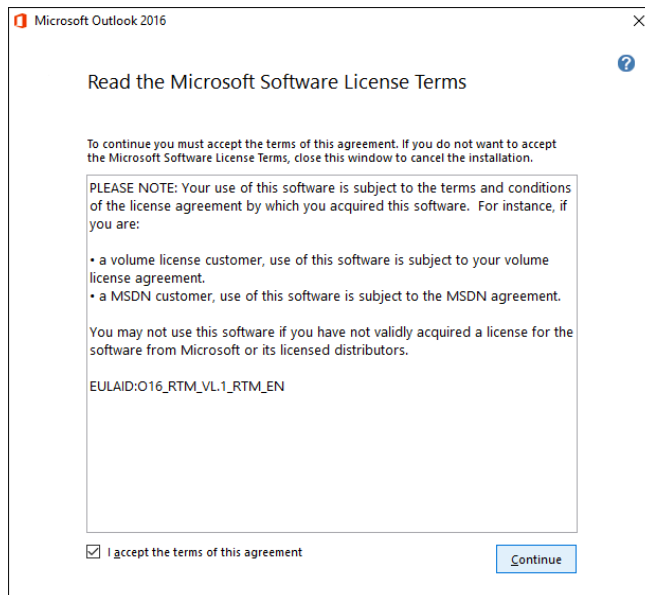 Microsoft Outlook 2016
Read the Microsoft Software License Terms
To continue you must accept the terms of this agreement. If you do not want to accept
the Microsoft Software License Terms, close this window to cancel the installation.
PLEASE NOTE: Your use of this software is subject to the terms and conditions
of the license agreement by which you acquired this software.  For instance, if
you are:
• a volume license customer, use of this software is subject to your volume
license agreement.
• a MSDN customer, use of this software is subject to the MSDN agreement.
You may not use this software if you have not validly acquired a license for the
software from Microsoft or its licensed distributors.
EULAID:O16_RTM_VL.1_RTM_EN
I accept the terms of this agreement
Continue